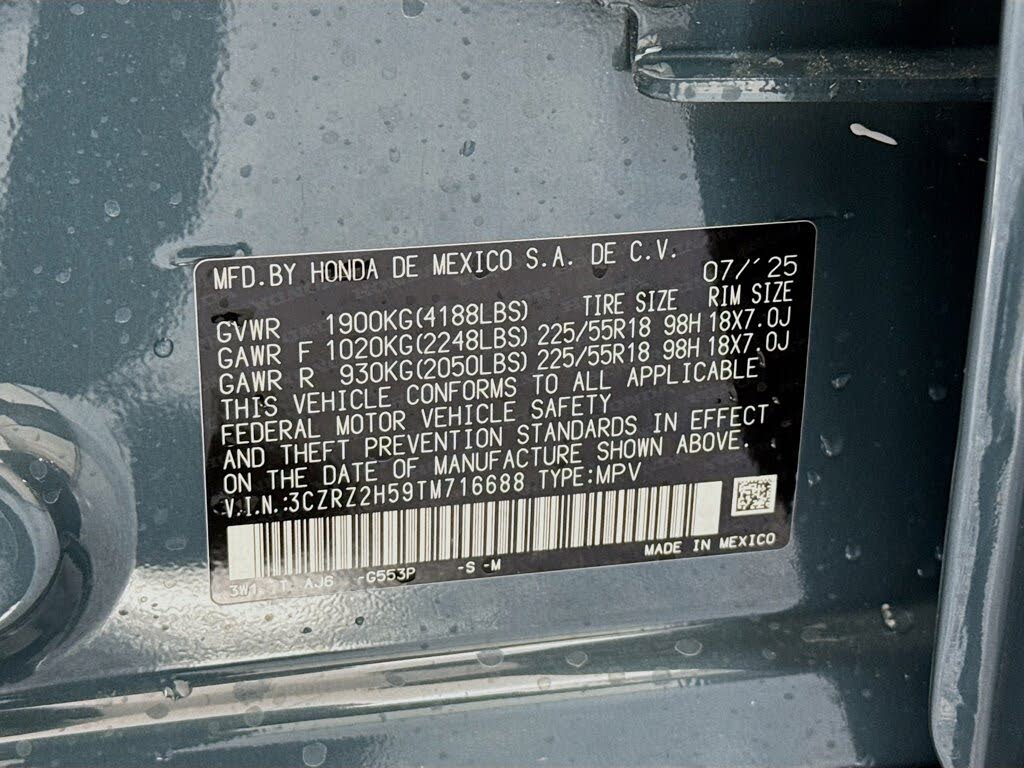 MFD.BY HONDA DE MEXICO S.A. DE C.V. 07/'25
TIRE SIZE RIM SIZE
GVWR 1900KG(4188LBS)
GAWR F 1020KG(2248LBS) 225/55R18 98H 18X7.0J
GAWR R 930KG(2050LBS) 225/55R18 98H 18X7.0J
THIS VEHICLE CONFORMS TO ALL APPLICABLE
FEDERAL MOTOR VEHICLE SAFETY
AND THEFT PREVENTION STANDARDS IN EFFECT
ON THE DATE OF MANUFACTURE SHOWN ABOVE.
V.I.N.:3CZRZ2H59TM716688 TYPE:MPV
MADE IN MEXICO
AJ6 -G553P -S -M